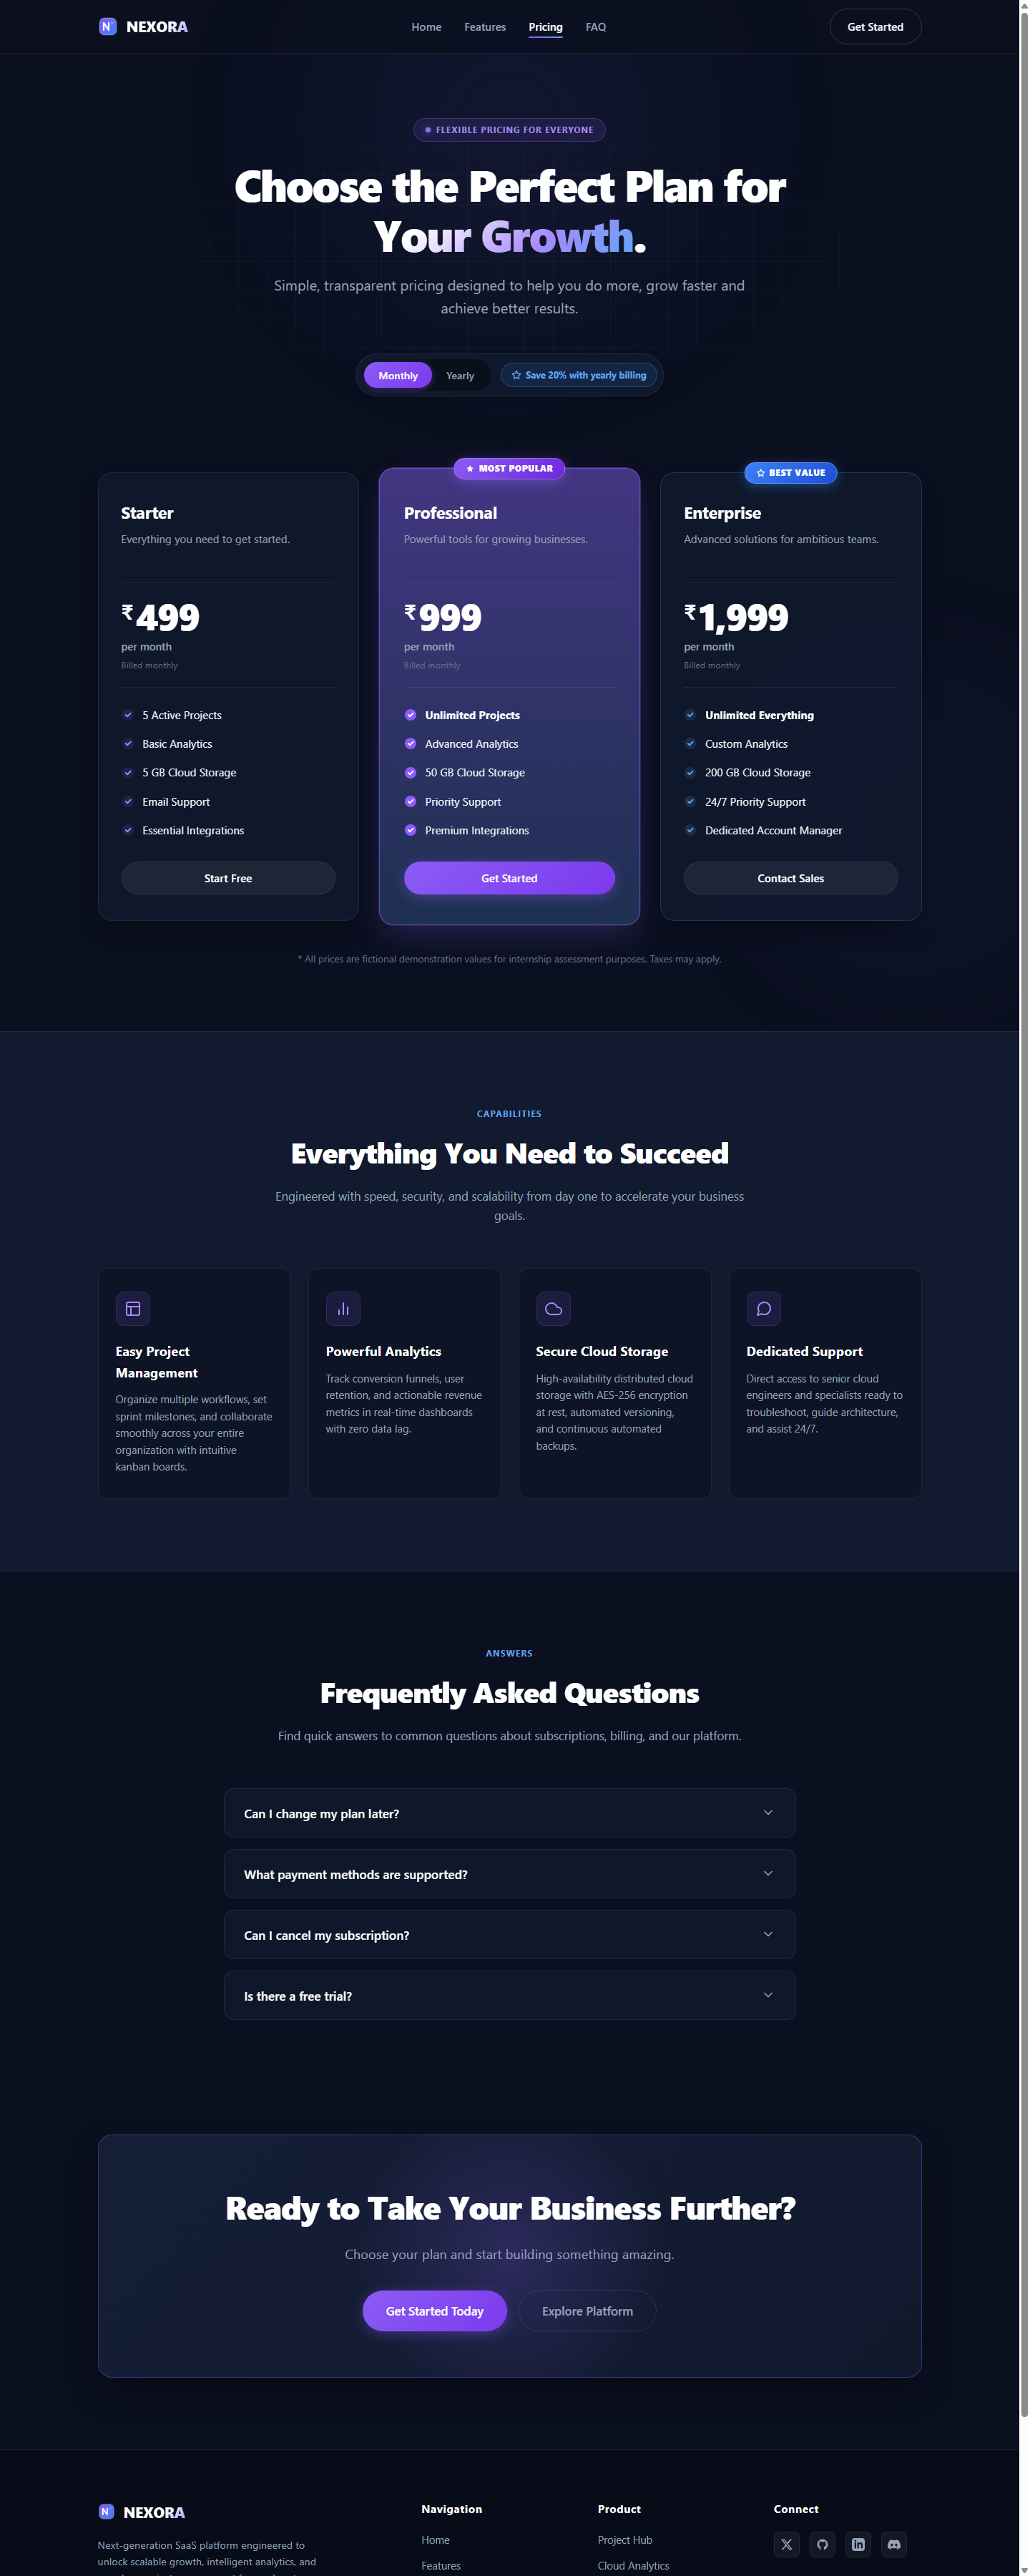 N NEXORA
Home Features Pricing FAQ
Get Started
FLEXIBLE PRICING FOR EVERYONE
Choose the Perfect Plan for
Your Growth.
Simple, transparent pricing designed to help you do more, grow faster and
achieve better results.
Monthly Yearly Save 20% with yearly billing
Starter
Everything you need to get started.
₹499
per month
Billed monthly
5 Active Projects
Basic Analytics
5 GB Cloud Storage
Email Support
Essential Integrations
Start Free
MOST POPULAR
Professional
Powerful tools for growing businesses.
₹999
per month
Billed monthly
Unlimited Projects
Advanced Analytics
50 GB Cloud Storage
Priority Support
Premium Integrations
Get Started
BEST VALUE
Enterprise
Advanced solutions for ambitious teams.
₹1,999
per month
Billed monthly
Unlimited Everything
Custom Analytics
200 GB Cloud Storage
24/7 Priority Support
Dedicated Account Manager
Contact Sales
* All prices are fictional demonstration values for internship assessment purposes. Taxes may apply.
CAPABILITIES
Everything You Need to Succeed
Engineered with speed, security, and scalability from day one to accelerate your business
goals.
Easy Project
Management
Organize multiple workflows, set
sprint milestones, and collaborate
smoothly across your entire
organization with intuitive
kanban boards.
Powerful Analytics
Track conversion funnels, user
retention, and actionable revenue
metrics in real-time dashboards
with zero data lag.
Secure Cloud Storage
High-availability distributed cloud
storage with AES-256 encryption
at rest, automated versioning,
and continuous automated
backups.
Dedicated Support
Direct access to senior cloud
engineers and specialists ready to
troubleshoot, guide architecture,
and assist 24/7.
ANSWERS
Frequently Asked Questions
Find quick answers to common questions about subscriptions, billing, and our platform.
Can I change my plan later?
What payment methods are supported?
Can I cancel my subscription?
Is there a free trial?
Ready to Take Your Business Further?
Choose your plan and start building something amazing.
Get Started Today Explore Platform
N NEXORA
Next-generation SaaS platform engineered to
unlock scalable growth, intelligent analytics, and
Navigation
Home
Features
Product
Project Hub
Cloud Analytics
Connect